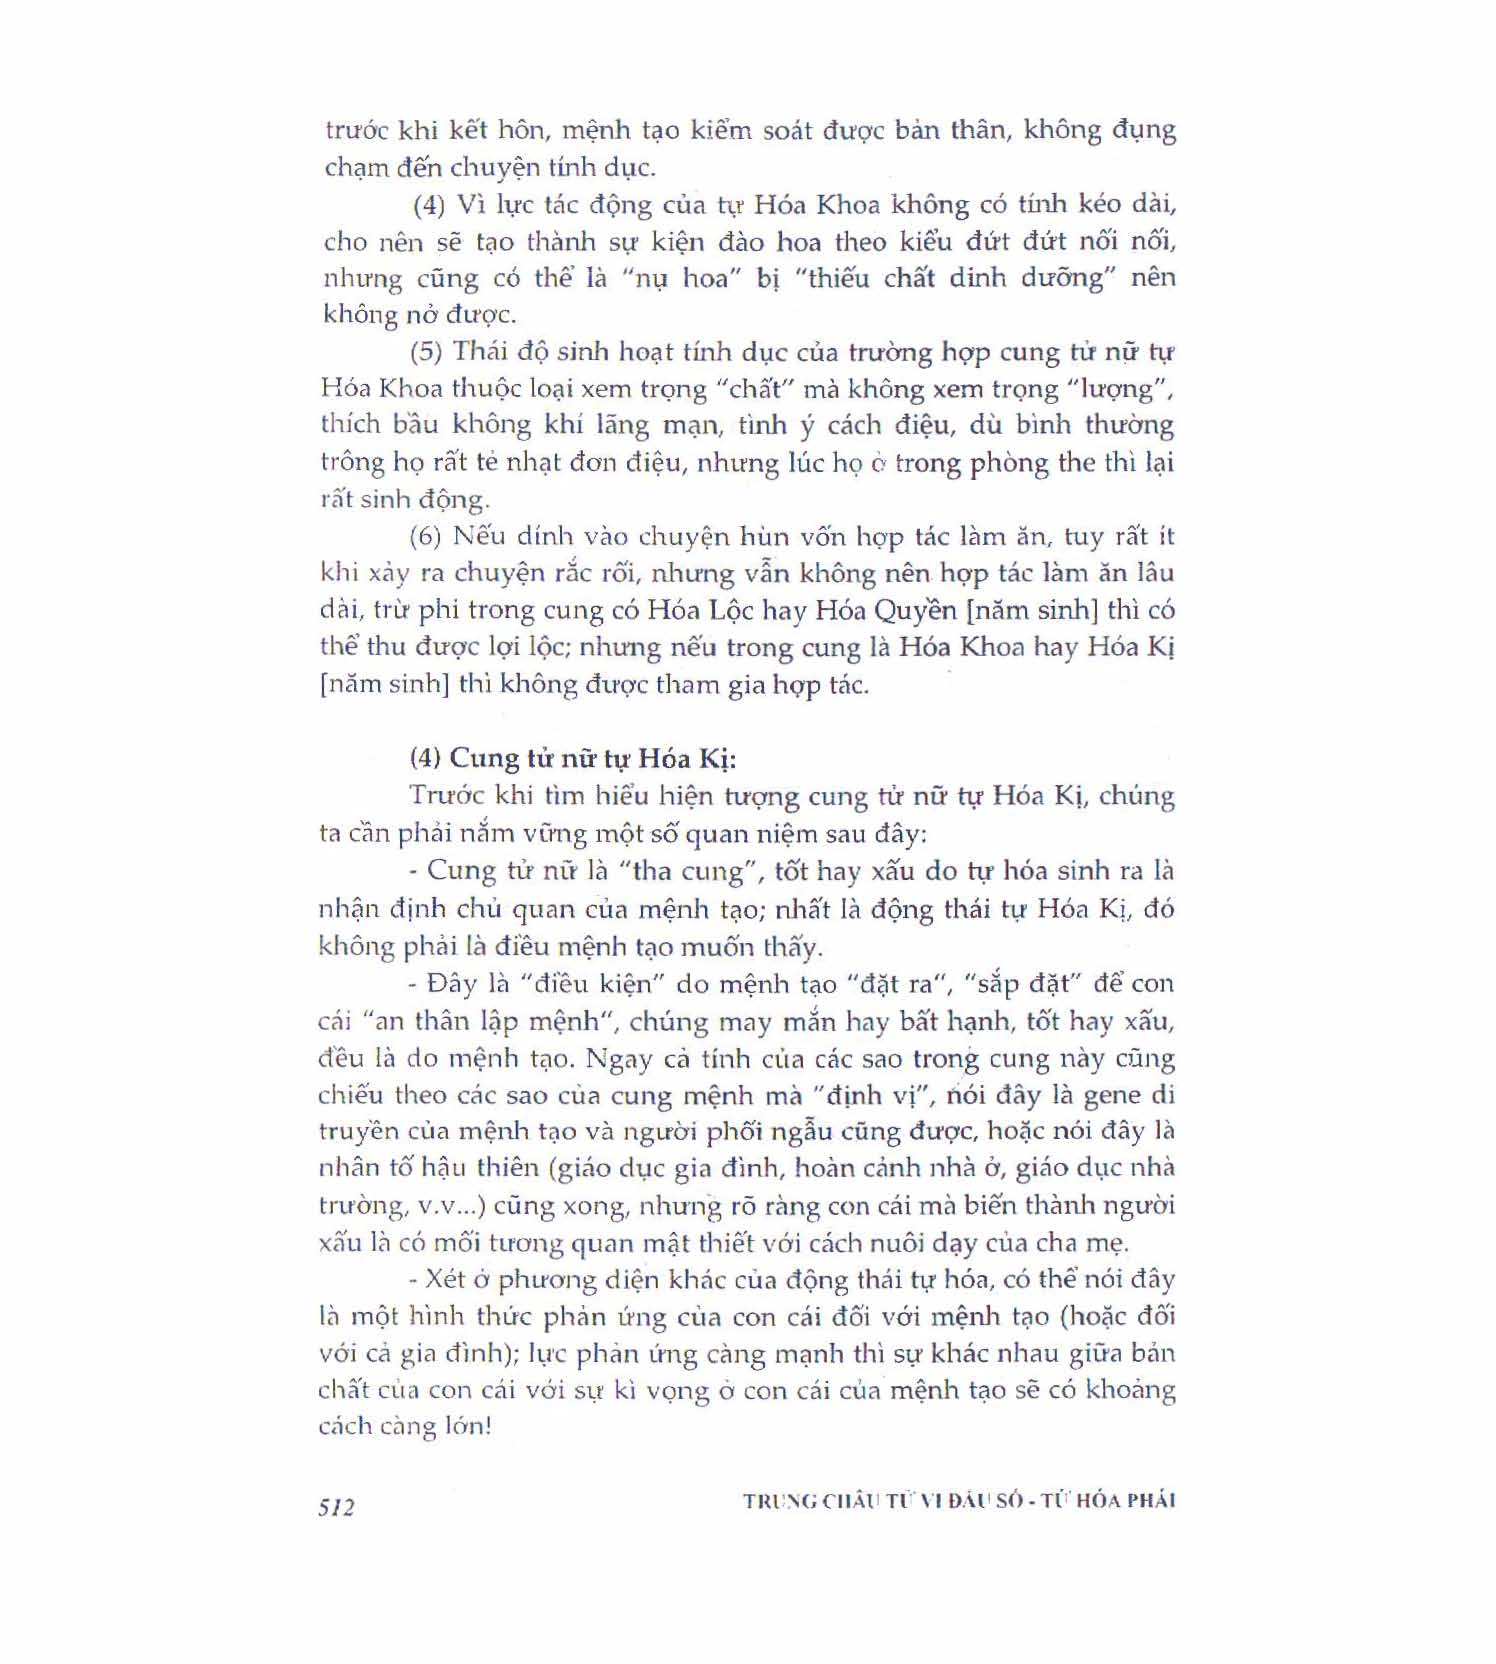 trước khi kết hôn, mệnh tạo kiểm soát được bản thân, không đụng
chạm đến chuyện tính dục.
(4) Vì lực tác động của tự Hóa Khoa không có tính kéo dài,
cho nên sẽ tạo thành sự kiện đào hoa theo kiểu đứt đứt nối nối,
nhưng cũng có thể là "nụ hoa" bị "thiếu chất dinh dưỡng" nên
không nở được.
(5) Thái độ sinh hoạt tính dục của trường hợp cung tử nữ tự
Hóa Khoa thuộc loại xem trọng "chất" mà không xem trọng "lượng",
thích bầu không khí lãng mạn, tình ý cách điệu, dù bình thường
trông họ rất tẻ nhạt đơn điệu, nhưng lúc họ ở trong phòng the thì lại
rất sinh động.
(6) Nếu dính vào chuyện hùn vốn hợp tác làm ăn, tuy rất ít
khi xảy ra chuyện rắc rối, nhưng vẫn không nên hợp tác làm ăn lâu
dài, trừ phi trong cung có Hóa Lộc hay Hóa Quyền [năm sinh] thì có
thể thu được lợi lộc; nhưng nếu trong cung là Hóa Khoa hay Hóa Kị
[năm sinh] thì không được tham gia hợp tác.
(4) Cung tử nữ tự Hóa Kị:
Trước khi tìm hiểu hiện tượng cung tử nữ tự Hóa Kị, chúng
ta cần phải nắm vững một số quan niệm sau đây:
- Cung tử nữ là "tha cung", tốt hay xấu do tự hóa sinh ra là
nhận định chủ quan của mệnh tạo; nhất là động thái tự Hóa Kị, đó
không phải là điều mệnh tạo muốn thấy.
- Đây là "điều kiện" do mệnh tạo "đặt ra", "sắp đặt" để con
cái "an thân lập mệnh", chúng may mắn hay bất hạnh, tốt hay xấu,
đều là do mệnh tạo. Ngay cả tính của các sao trong cung này cũng
chiếu theo các sao của cung mệnh mà "định vị", nói đây là gene di
truyền của mệnh tạo và người phối ngẫu cũng được, hoặc nói đây là
nhân tố hậu thiên (giáo dục gia đình, hoàn cảnh nhà ở, giáo dục nhà
trường, v.v...) cũng xong, nhưng rõ ràng con cái mà biến thành người
xấu là có mối tương quan mật thiết với cách nuôi dạy của cha mẹ.
- Xét ở phương diện khác của động thái tự hóa, có thể nói đây
là một hình thức phản ứng của con cái đối với mệnh tạo (hoặc đối
với cả gia đình); lực phản ứng càng mạnh thì sự khác nhau giữa bản
chất của con cái với sự kì vọng ở con cái của mệnh tạo sẽ có khoảng
cách càng lớn!
512
TRUNG CHÂU TỬ VI ĐẨU SỐ - TỨ HÓA PHÁI